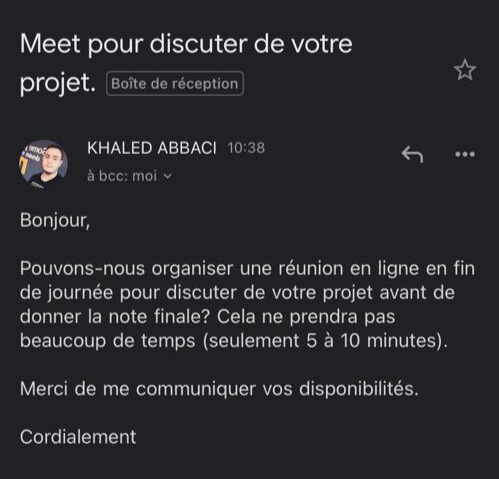 Meet pour discuter de votre
projet. Boîte de réception
KHALED ABBACI 10:38
à bcc: moi
Bonjour,
Pouvons-nous organiser une réunion en ligne en fin
de journée pour discuter de votre projet avant de
donner la note finale? Cela ne prendra pas
beaucoup de temps (seulement 5 à 10 minutes).
Merci de me communiquer vos disponibilités.
Cordialement